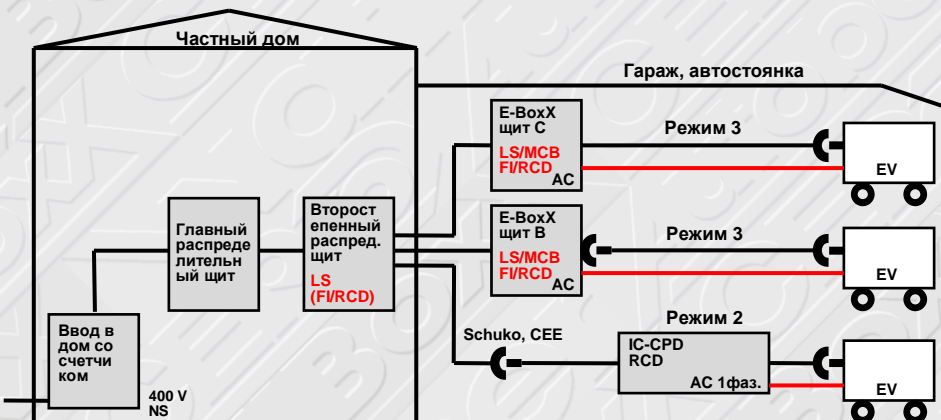 Частный дом
Гараж, автостоянка
E-BoxX
щит C
LS/MCB
FI/RCD
AC
Режим 3
EV
Главный
распреде
лительн
ый щит
Второст
епенный
распред.
щит
LS
(FI/RCD)
E-BoxX
щит B
LS/MCB
FI/RCD
AC
Режим 3
EV
Ввод в
дом со
счетчи
ком
400 V
NS
Schuko, CEE
Режим 2
IC-CPD
RCD
AC 1фаз.
EV